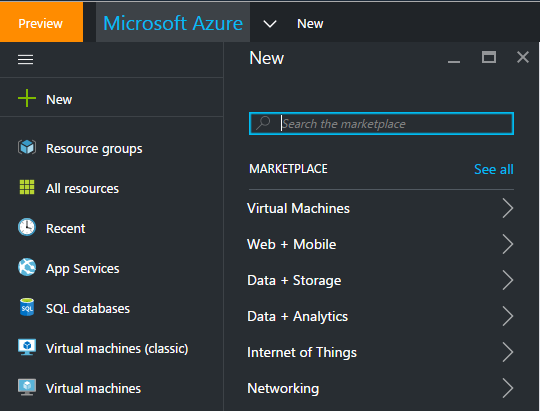 Preview Microsoft Azure New
New
New
Search the marketplace
Resource groups
All resources
Recent
App Services
SQL databases
Virtual machines (classic)
Virtual machines
MARKETPLACE See all
Virtual Machines
Web + Mobile
Data + Storage
Data + Analytics
Internet of Things
Networking